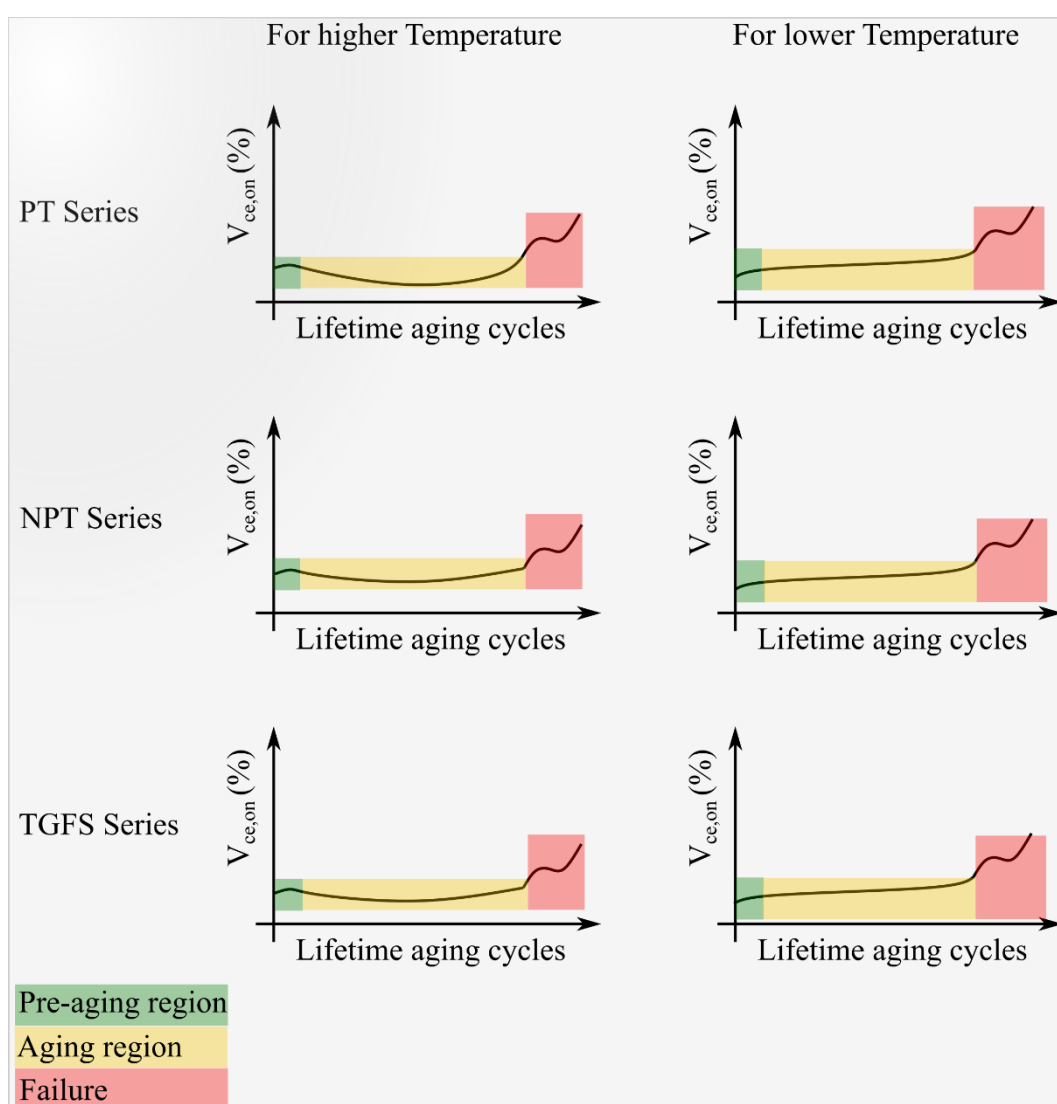 For higher Temperature
For lower Temperature
PT Series
V_ce,on (%)
Lifetime aging cycles
V_ce,on (%)
Lifetime aging cycles
NPT Series
V_ce,on (%)
Lifetime aging cycles
V_ce,on (%)
Lifetime aging cycles
TGFS Series
V_ce,on (%)
Lifetime aging cycles
V_ce,on (%)
Lifetime aging cycles
Pre-aging region
Aging region
Failure